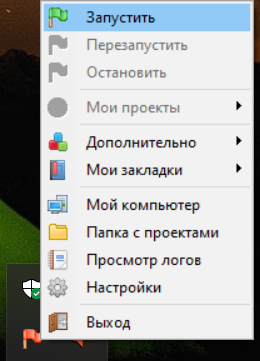 Запустить
Перезапустить
Остановить
Мои проекты
Дополнительно
Мои закладки
Мой компьютер
Папка с проектами
Просмотр логов
Настройки
Выход